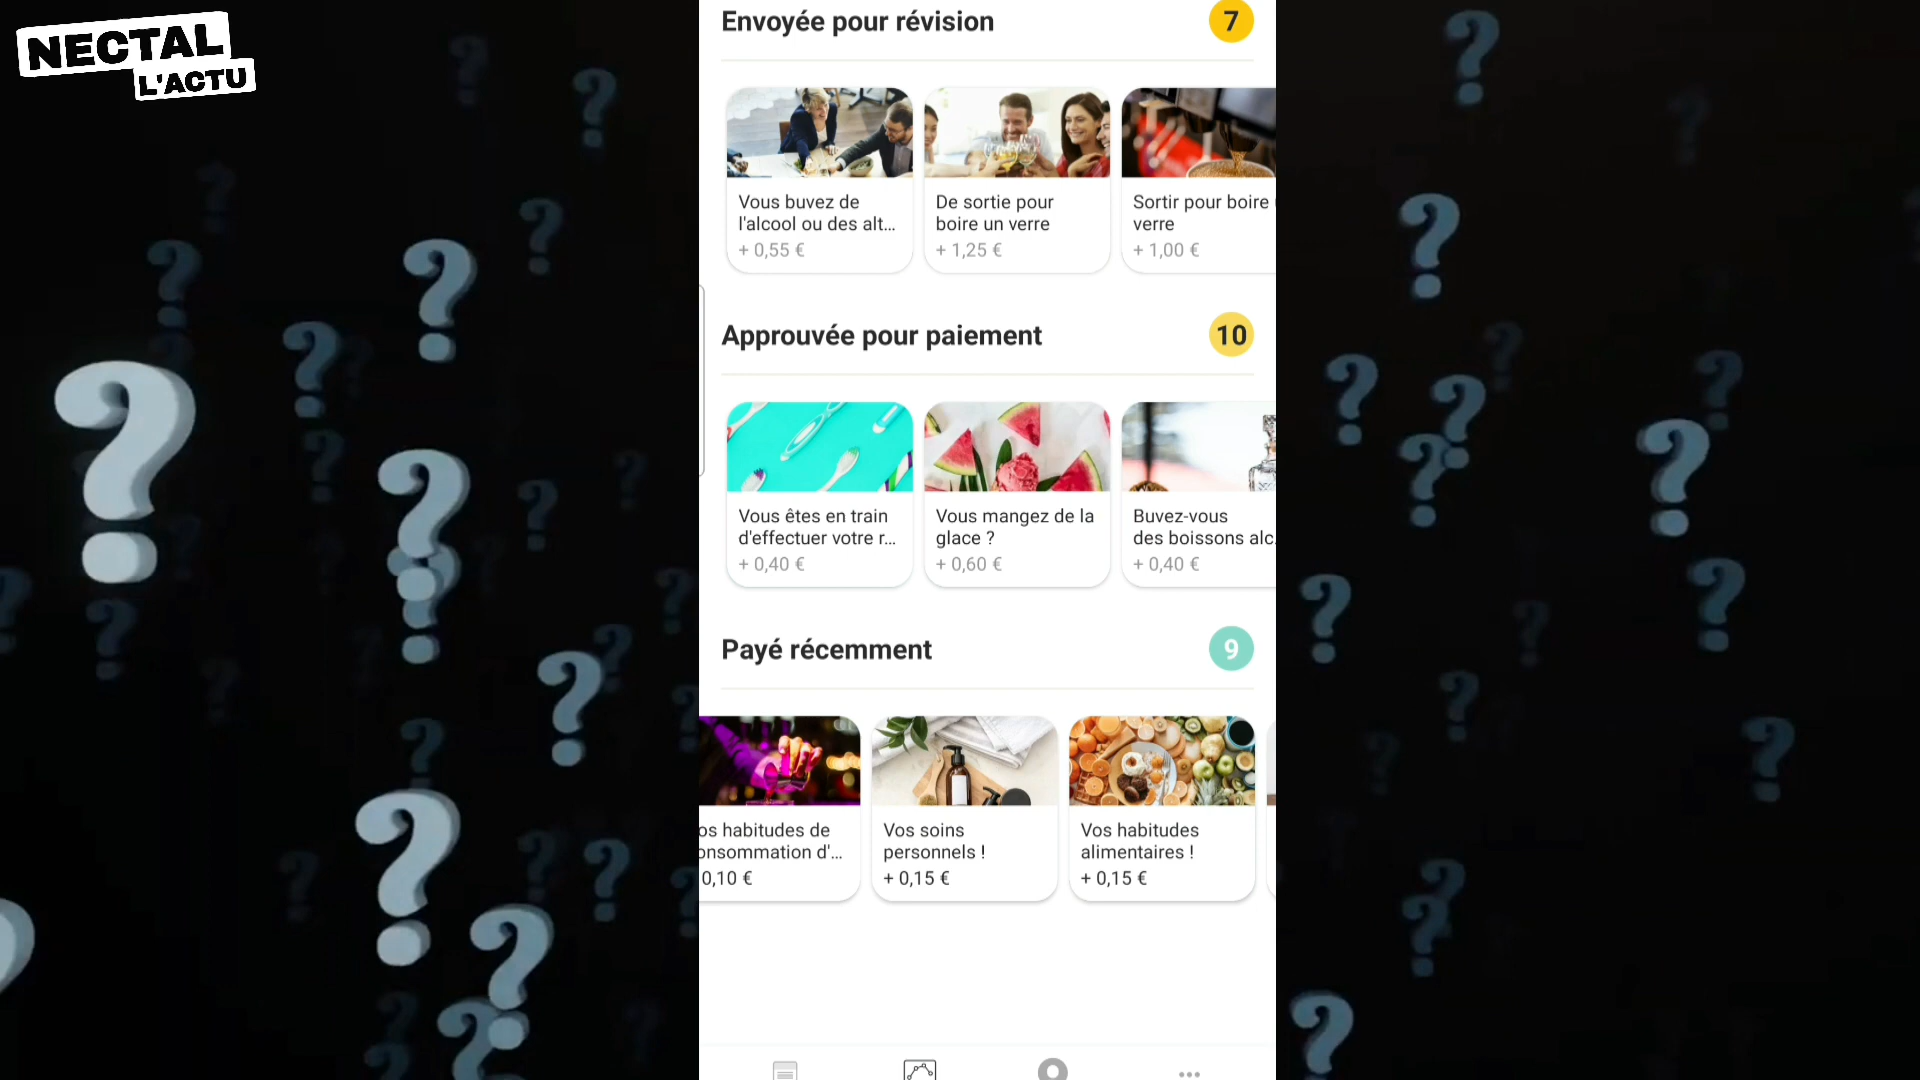 NECTAL
L'ACTU
Envoyée pour révision 7
Vous buvez de
l'alcool ou des alt...
+ 0,55 €
De sortie pour
boire un verre
+ 1,25 €
Sortir pour boire
verre
+ 1,00 €
Approuvée pour paiement 10
Vous êtes en train
d'effectuer votre r...
+ 0,40 €
Vous mangez de la
glace ?
+ 0,60 €
Buvez-vous
des boissons alc.
+ 0,40 €
Payé récemment 9
os habitudes de
onsommation d'...
0,10 €
Vos soins
personnels !
+ 0,15 €
Vos habitudes
alimentaires !
+ 0,15 €